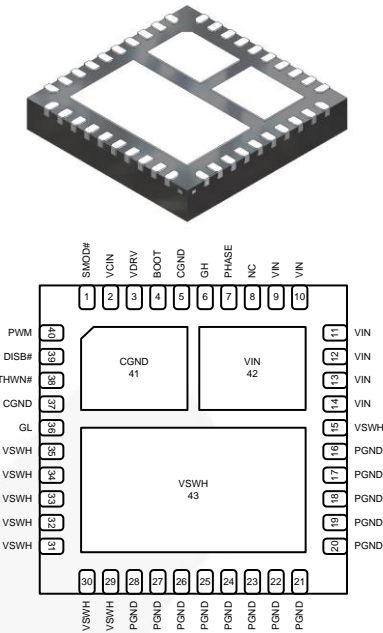 SMOD#
VCIN
VDRV
BOOT
CGND
GH
PHASE
NC
VIN
VIN
1
2
3
4
5
6
7
8
9
10
PWM 40
DISB# 39
THWN# 38
CGND 37
GL 36
VSWH 35
VSWH 34
VSWH 33
VSWH 32
VSWH 31
CGND
41
VIN
42
VSWH
43
11 VIN
12 VIN
13 VIN
14 VIN
15 VSWH
16 PGND
17 PGND
18 PGND
19 PGND
20 PGND
30
29
28
27
26
25
24
23
22
21
VSWH
VSWH
PGND
PGND
PGND
PGND
PGND
PGND
PGND
PGND